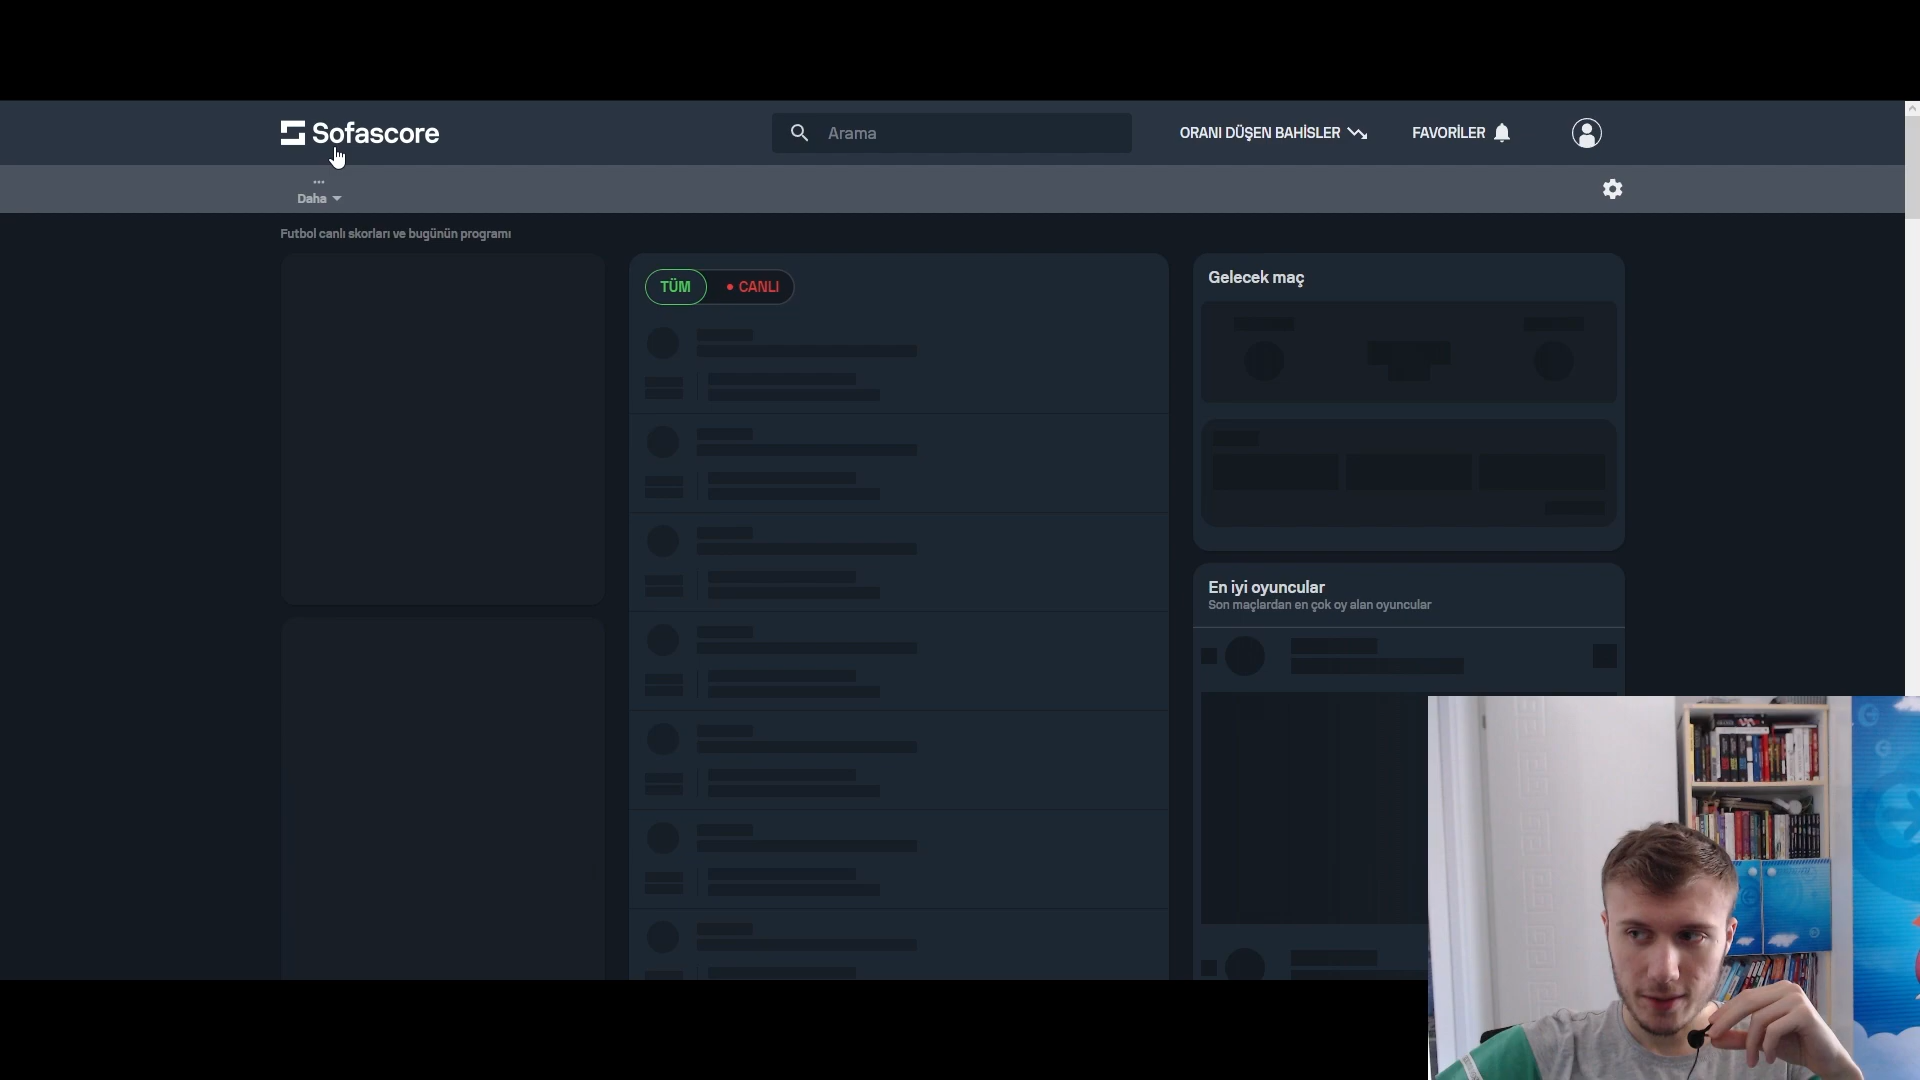 Sofascore
Arama
ORANI DÜŞEN BAHİSLER
FAVORİLER
...
Daha
Futbol canlı skorları ve bugünün programı
TÜM
• CANLI
Gelecek maç
En iyi oyuncular
Son maçlardan en çok oy alan oyuncular